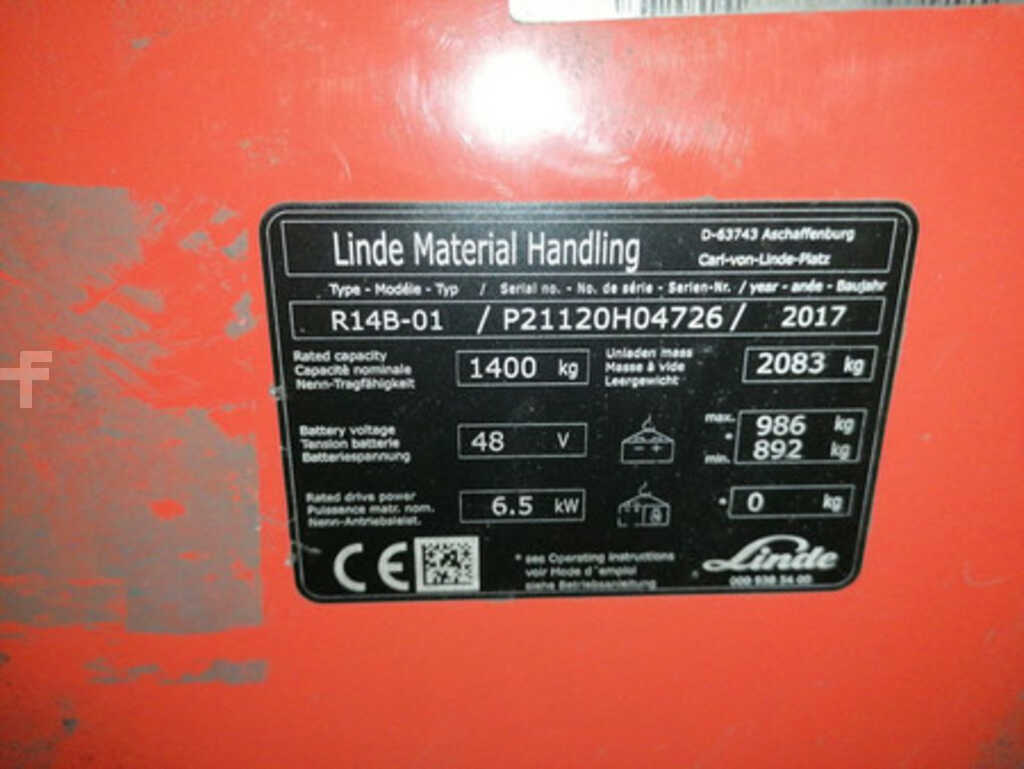 Linde Material Handling
D-63743 Aschaffenburg
Carl-von-Linde-Platz
Type - Modèle - Typ / Serial no. - No. de série - Serien-Nr. / year - anée - Baujahr
R14B-01 / P21120H04726 / 2017
Rated capacity
Capacité nominale
Nenn-Tragfähigkeit
1400 kg
Unladen mass
Masse à vide
Leergewicht
2083 kg
Battery voltage
Tension batterie
Batteriespannung
48 V
- +
max.
*
min.
986 kg
892 kg
Rated drive power
Puissance matr. nom.
Nenn-Antriebsleist.
6.5 kW
* 0 kg
CE
* see Operating instructions
voir Mode d'emploi
siehe Betriebsanleitung
Linde
000 938 54 00
f